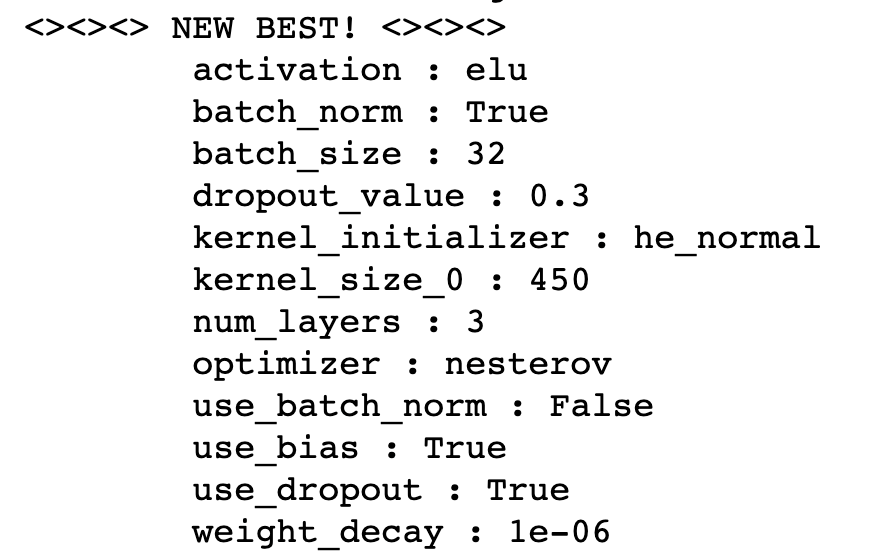 <><><> NEW BEST! <><><>
activation : elu
batch_norm : True
batch_size : 32
dropout_value : 0.3
kernel_initializer : he_normal
kernel_size_0 : 450
num_layers : 3
optimizer : nesterov
use_batch_norm : False
use_bias : True
use_dropout : True
weight_decay : 1e-06